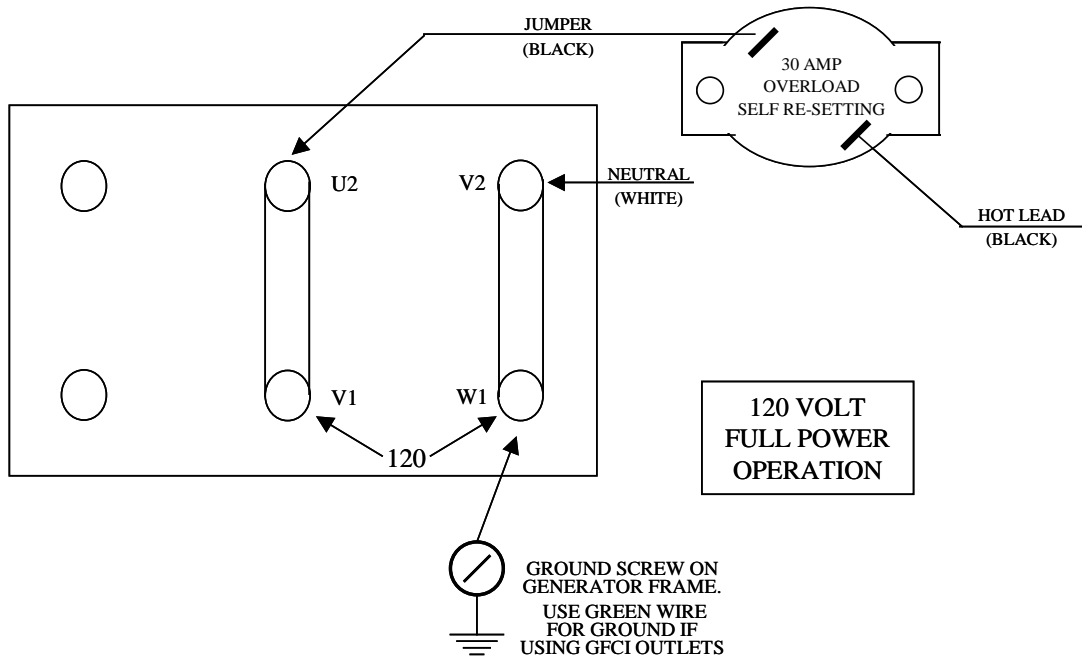 JUMPER
(BLACK)
30 AMP
OVERLOAD
SELF RE-SETTING
U2
V2
NEUTRAL
(WHITE)
HOT LEAD
(BLACK)
V1
W1
120
120 VOLT
FULL POWER
OPERATION
GROUND SCREW ON
GENERATOR FRAME.
USE GREEN WIRE
FOR GROUND IF
USING GFCI OUTLETS